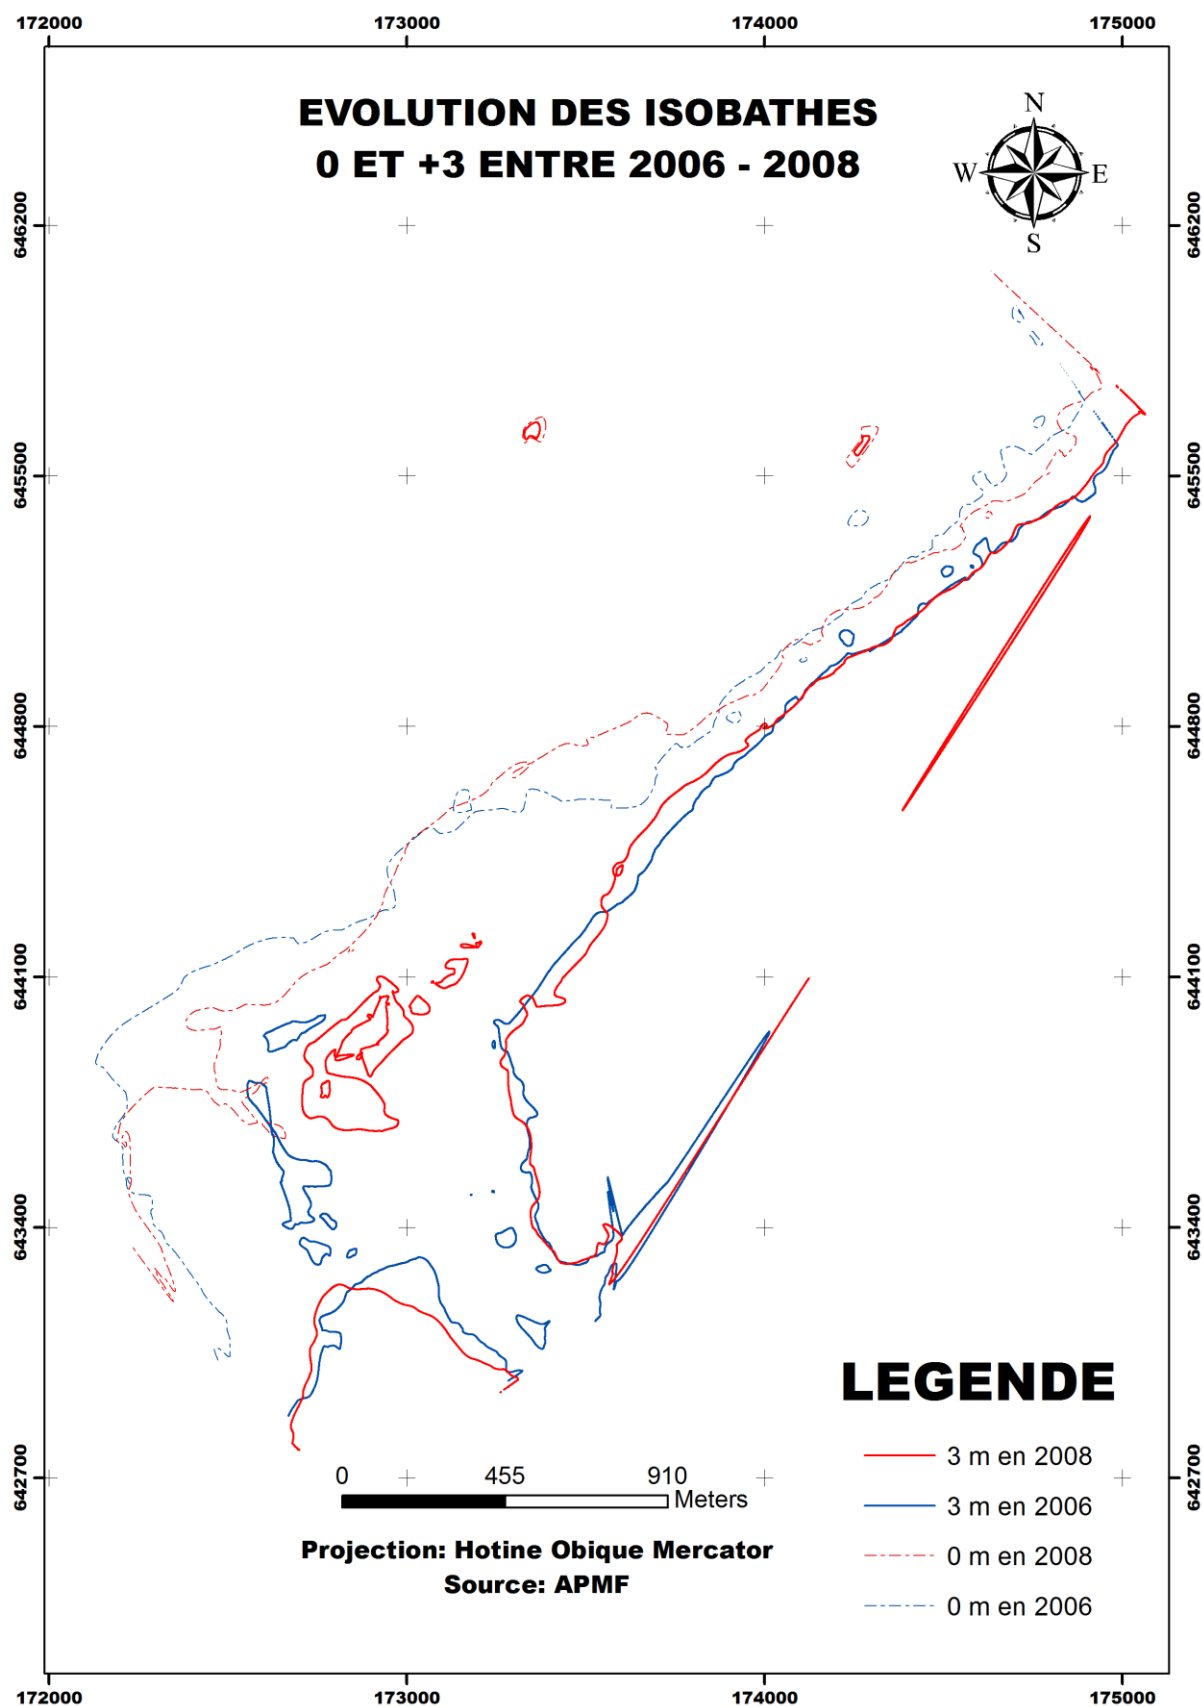 172000 173000 174000 175000
EVOLUTION DES ISOBATHES
0 ET +3 ENTRE 2006 - 2008
N
W E
S
646200 646200
645500 645500
644800 644800
644100 644100
643400 643400
LEGENDE
3 m en 2008
3 m en 2006
0 m en 2008
0 m en 2006
642700 642700
0 455 910
Meters
Projection: Hotine Obique Mercator
Source: APMF
172000 173000 174000 175000